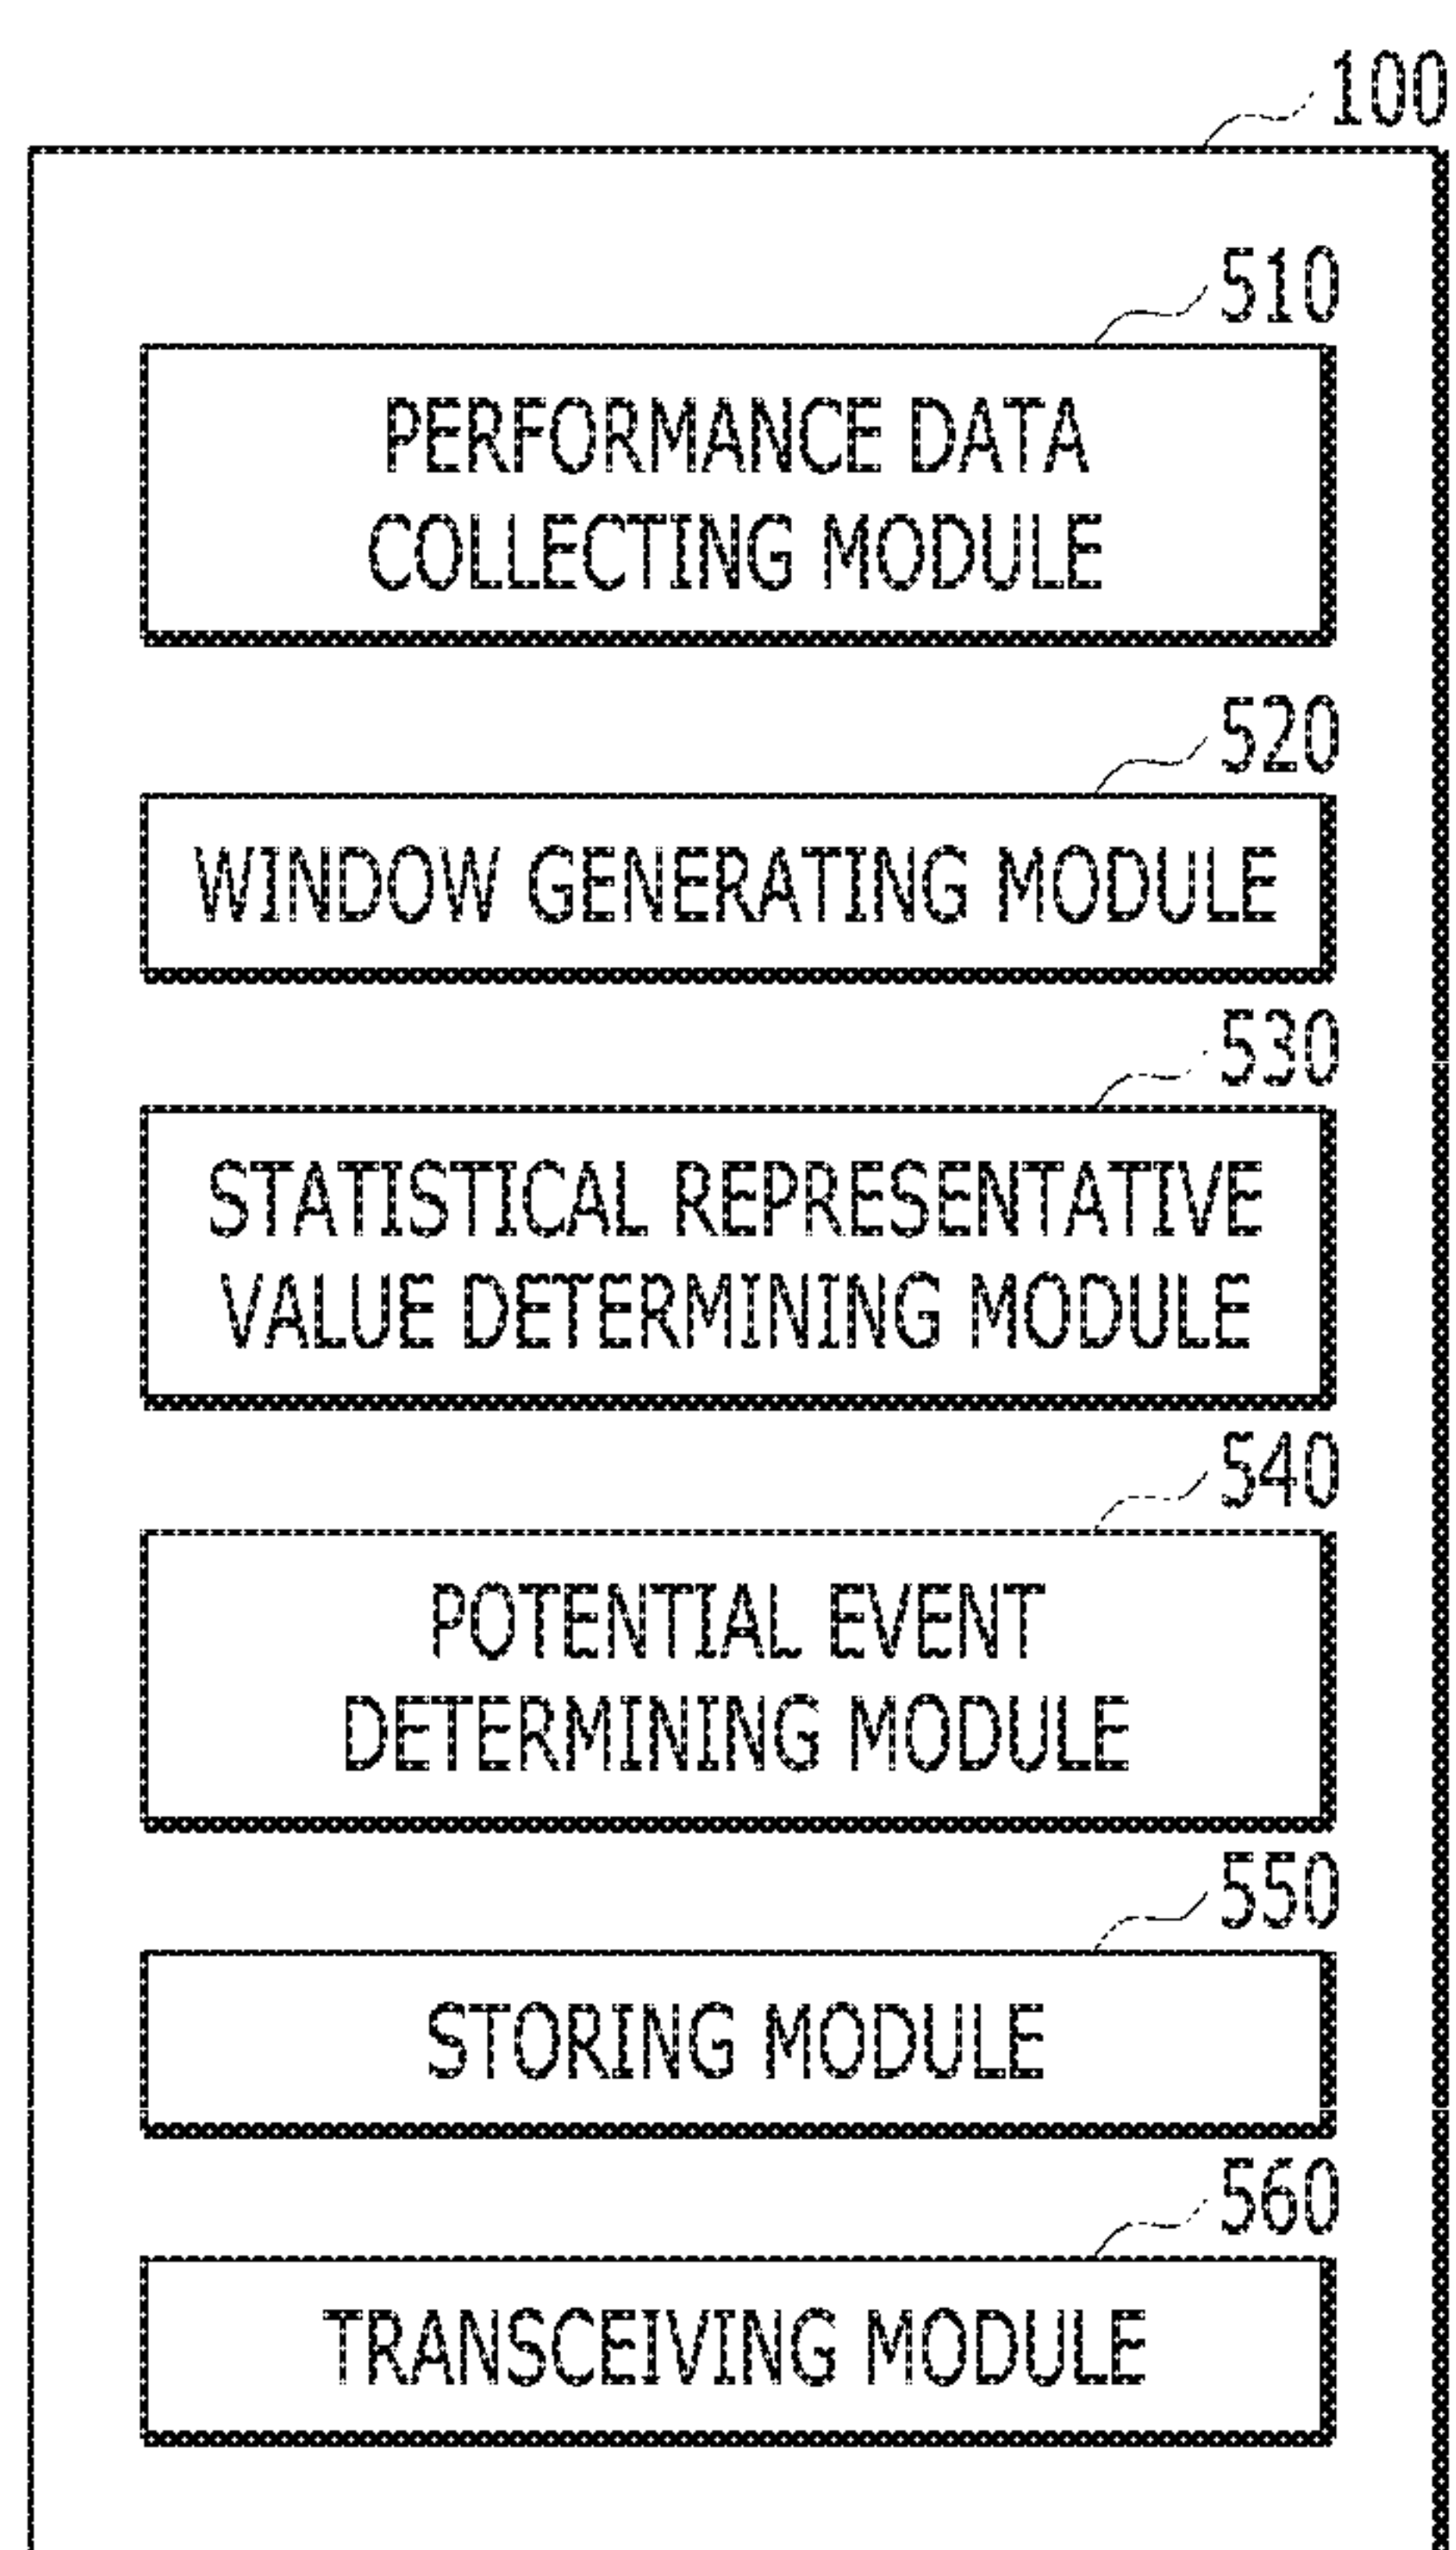 100
510
PERFORMANCE DATA
COLLECTING MODULE
520
WINDOW GENERATING MODULE
530
STATISTICAL REPRESENTATIVE
VALUE DETERMINING MODULE
540
POTENTIAL EVENT
DETERMINING MODULE
550
STORING MODULE
560
TRANSCEIVING MODULE